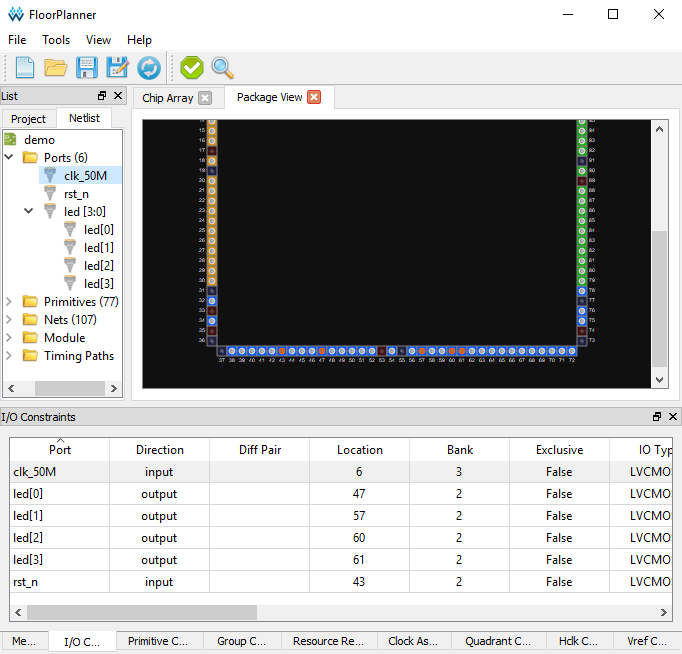 FloorPlanner
File Tools View Help
List
Chip Array
Package View
Project
Netlist
demo
Ports (6)
clk_50M
rst_n
led [3:0]
led[0]
led[1]
led[2]
led[3]
Primitives (77)
Nets (107)
Module
Timing Paths
15
16
17
18
19
20
21
22
23
24
25
26
27
28
29
30
31
32
33
34
35
36
94
93
92
91
90
89
88
87
86
85
84
83
82
81
80
79
78
77
76
75
74
73
37 38 39 40 41 42 43 44 45 46 47 48 49 50 51 52 53 54 55 56 57 58 59 60 61 62 63 64 65 66 67 68 69 70 71 72
I/O Constraints
Port Direction Diff Pair Location Bank Exclusive IO Typ
clk_50M input 6 3 False LVCMO
led[0] output 47 2 False LVCMO
led[1] output 57 2 False LVCMO
led[2] output 60 2 False LVCMO
led[3] output 61 2 False LVCMO
rst_n input 43 2 False LVCMO
Me... I/O C... Primitive C... Group C... Resource Re... Clock As... Quadrant C... Hclk C... Vref C...